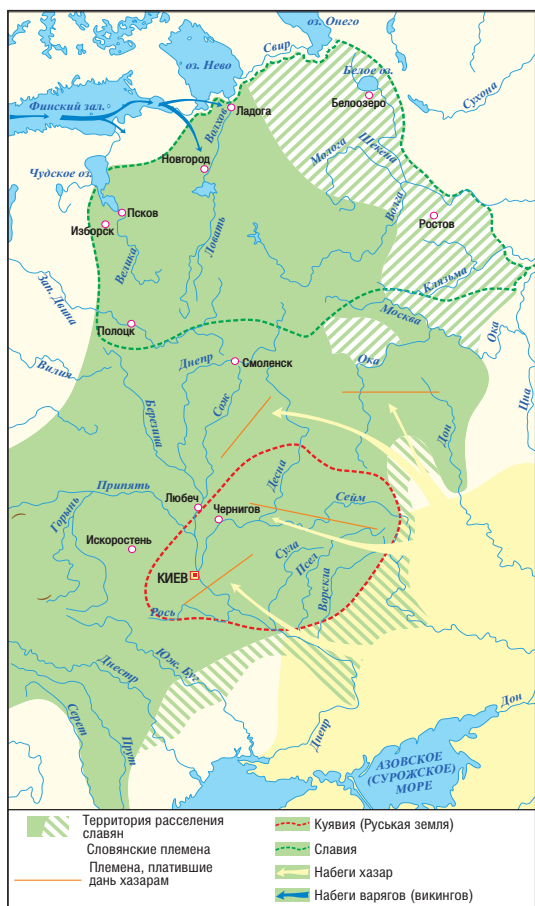 оз. Онего
Свирь
оз. Нево
Белое оз.
Финский зал.
Белоозеро
Сухона
Ладога
Волхов
Шексна
Молога
Новгород
Чудское оз.
Волга
Псков
Ростов
Изборск
Ловать
Велика
Клязьма
Зап. Двина
Москва
Полоцк
Ока
Днепр
Смоленск
Ока
Вилия
Цна
Сож
Березина
Дон
Десна
Припять
Сейм
Любеч
Горынь
Чернигов
Искоростень
Сула
Псел
КИЕВ
Ворскла
Рось
Юж. Буг
Днестр
Дон
Серет
Днепр
Прут
АЗОВСКОЕ
(СУРОЖСКОЕ)
МОРЕ
Территория расселения
славян
Словянские племена
Племена, платившие
дань хазарам
Куявия (Руськая земля)
Славия
Набеги хазар
Набеги варягов (викингов)